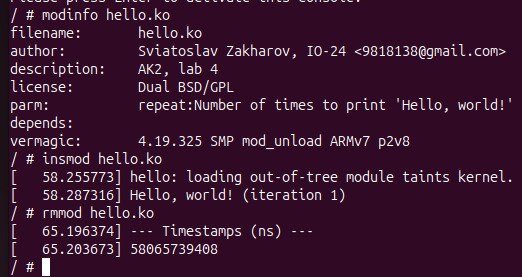 Please press Enter to activate this console.
/ # modinfo hello.ko
filename:       hello.ko
author:         Sviatoslav Zakharov, IO-24 <9818138@gmail.com>
description:    AK2, lab 4
license:        Dual BSD/GPL
parm:           repeat:Number of times to print 'Hello, world!'
depends:
vermagic:       4.19.325 SMP mod_unload ARMv7 p2v8
/ # insmod hello.ko
[   58.255773] hello: loading out-of-tree module taints kernel.
[   58.287316] Hello, world! (iteration 1)
/ # rmmod hello.ko
[   65.196374] --- Timestamps (ns) ---
[   65.203673] 58065739408
/ #